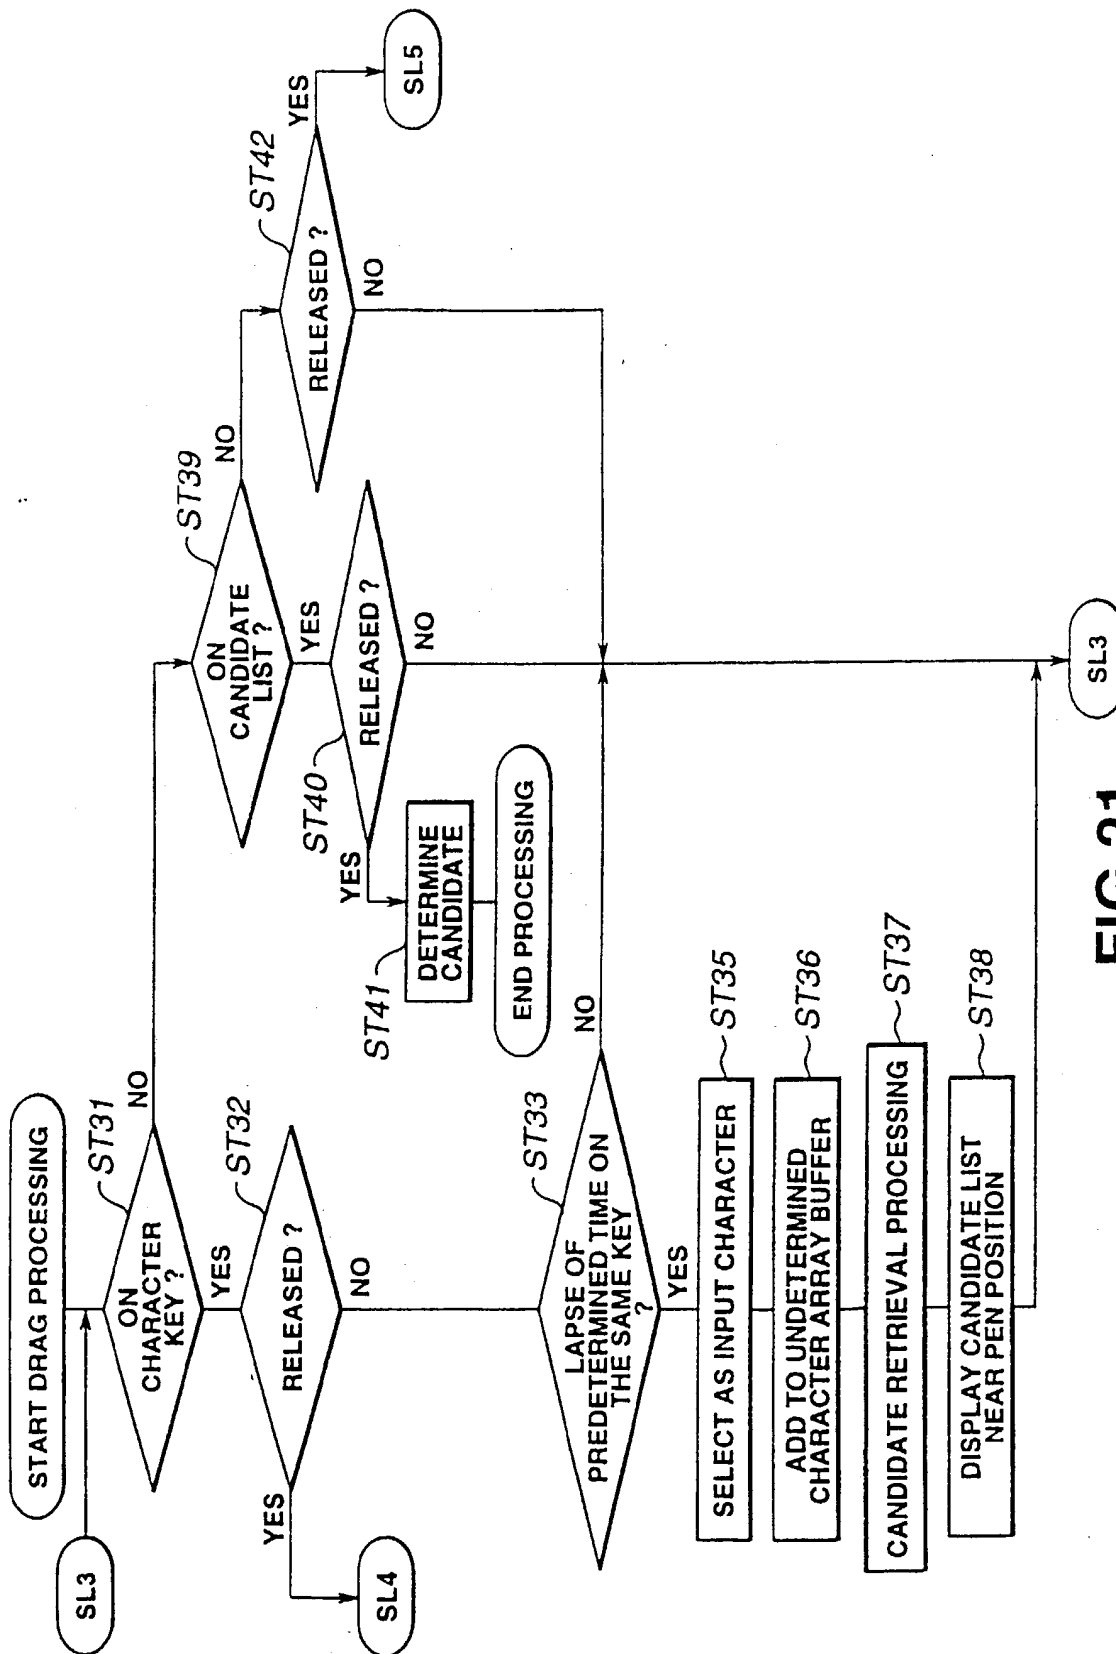 START DRAG PROCESSING
SL3
ON
CHARACTER
KEY ?
ST31
NO
YES
RELEASED ?
ST32
YES
SL4
NO
LAPSE OF
PREDETERMINED TIME ON
THE SAME KEY
?
ST33
NO
YES
SELECT AS INPUT CHARACTER
ST35
ADD TO UNDETERMINED
CHARACTER ARRAY BUFFER
ST36
CANDIDATE RETRIEVAL PROCESSING
ST37
DISPLAY CANDIDATE LIST
NEAR PEN POSITION
ST38
ON
CANDIDATE
LIST ?
ST39
NO
YES
RELEASED ?
ST40
YES
NO
DETERMINE
CANDIDATE
ST41
END PROCESSING
RELEASED ?
ST42
YES
SL5
NO
SL3
FIG.21